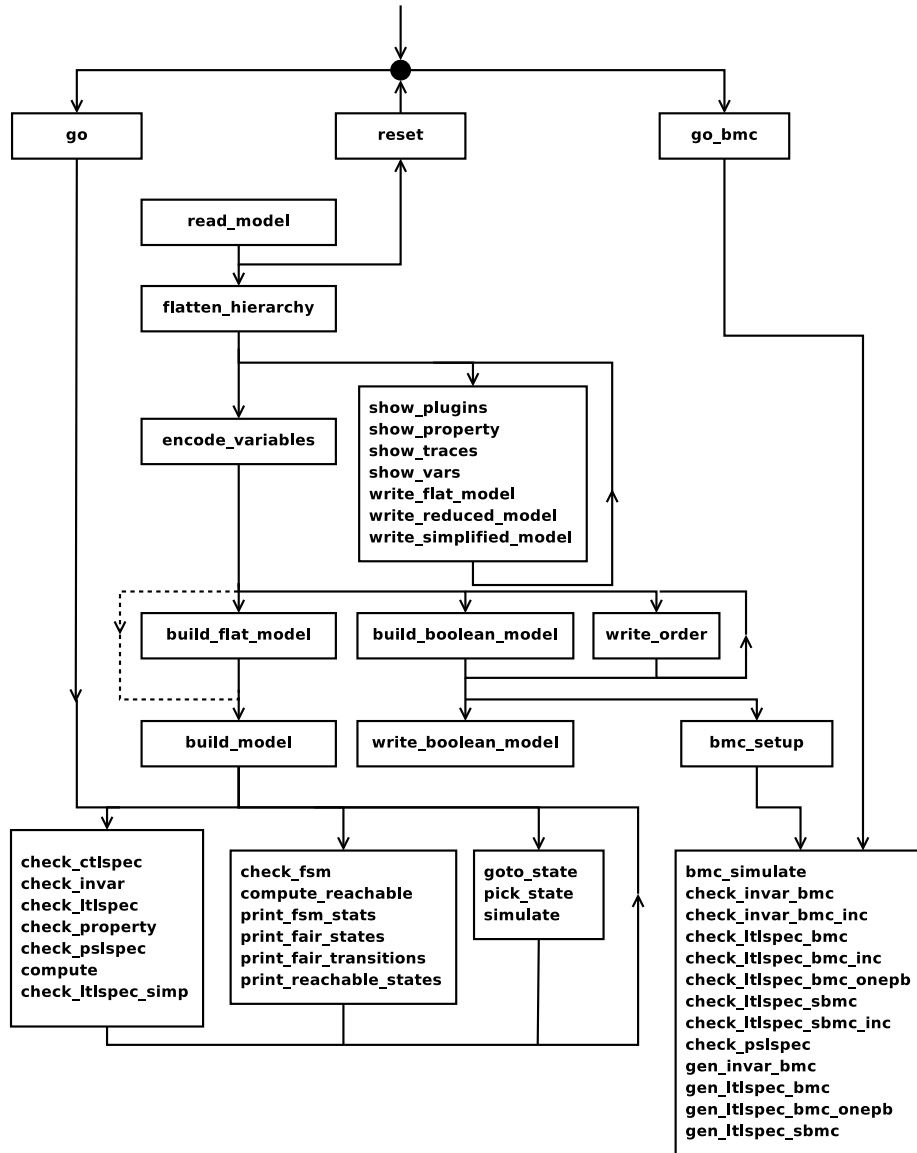 go
reset
go_bmc
read_model
flatten_hierarchy
encode_variables
show_plugins
show_property
show_traces
show_vars
write_flat_model
write_reduced_model
write_simplified_model
build_flat_model
build_boolean_model
write_order
build_model
write_boolean_model
bmc_setup
check_ctlspec
check_invar
check_ltlspec
check_property
check_pslspec
compute
check_ltlspec_simp
check_fsm
compute_reachable
print_fsm_stats
print_fair_states
print_fair_transitions
print_reachable_states
goto_state
pick_state
simulate
bmc_simulate
check_invar_bmc
check_invar_bmc_inc
check_ltlspec_bmc
check_ltlspec_bmc_inc
check_ltlspec_bmc_onepb
check_ltlspec_sbmc
check_ltlspec_sbmc_inc
check_pslspec
gen_invar_bmc
gen_ltlspec_bmc
gen_ltlspec_bmc_onepb
gen_ltlspec_sbmc